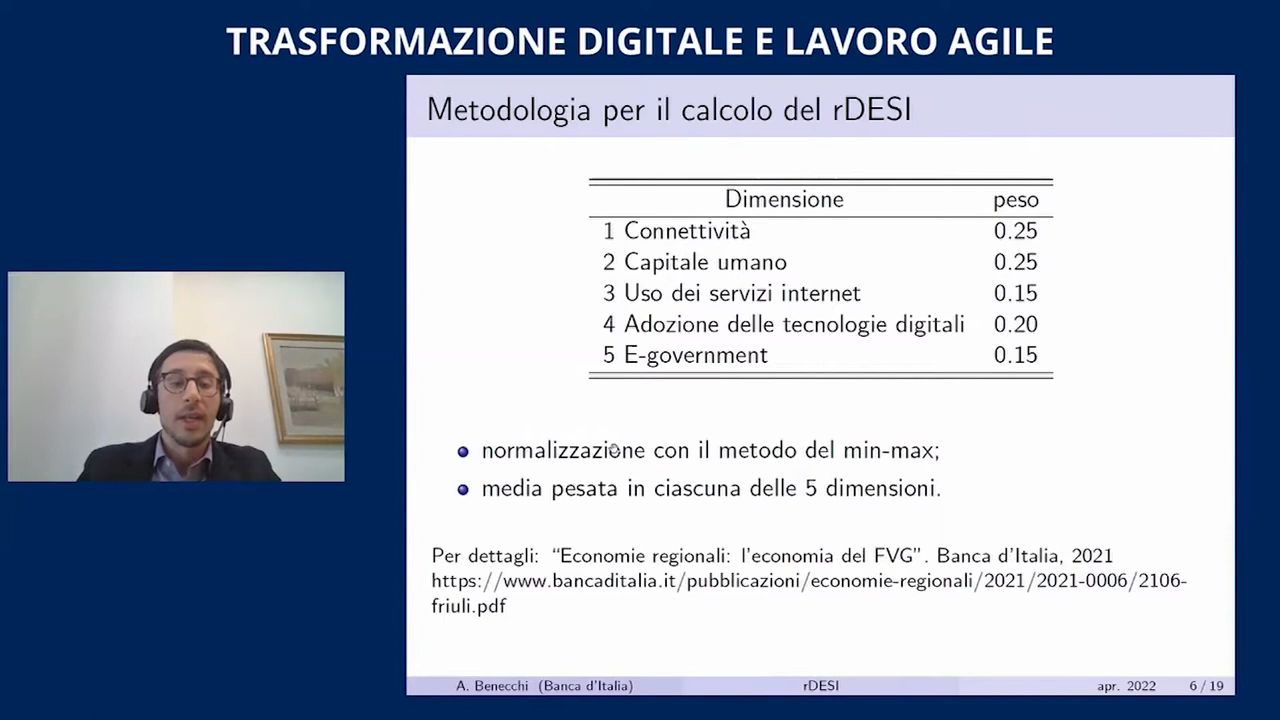 TRASFORMAZIONE DIGITALE E LAVORO AGILE
Metodologia per il calcolo del rDESI
Dimensione peso
1 Connettività 0.25
2 Capitale umano 0.25
3 Uso dei servizi internet 0.15
4 Adozione delle tecnologie digitali 0.20
5 E-government 0.15
normalizzazione con il metodo del min-max;
media pesata in ciascuna delle 5 dimensioni.
Per dettagli: “Economie regionali: l'economia del FVG”. Banca d'Italia, 2021
https://www.bancaditalia.it/pubblicazioni/economie-regionali/2021/2021-0006/2106-
friuli.pdf
A. Benecchi (Banca d'Italia) rDESI apr. 2022 6 / 19